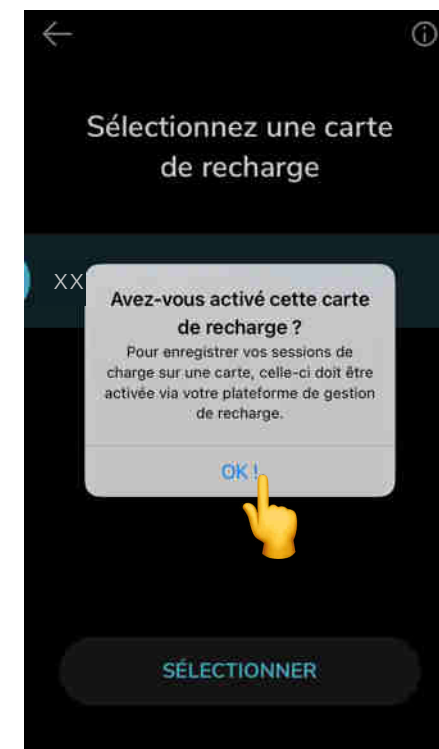 Sélectionnez une carte
de recharge
XX
Avez-vous activé cette carte
de recharge ?
Pour enregistrer vos sessions de
charge sur une carte, celle-ci doit être
activée via votre plateforme de gestion
de recharge.
OK !
SÉLECTIONNER